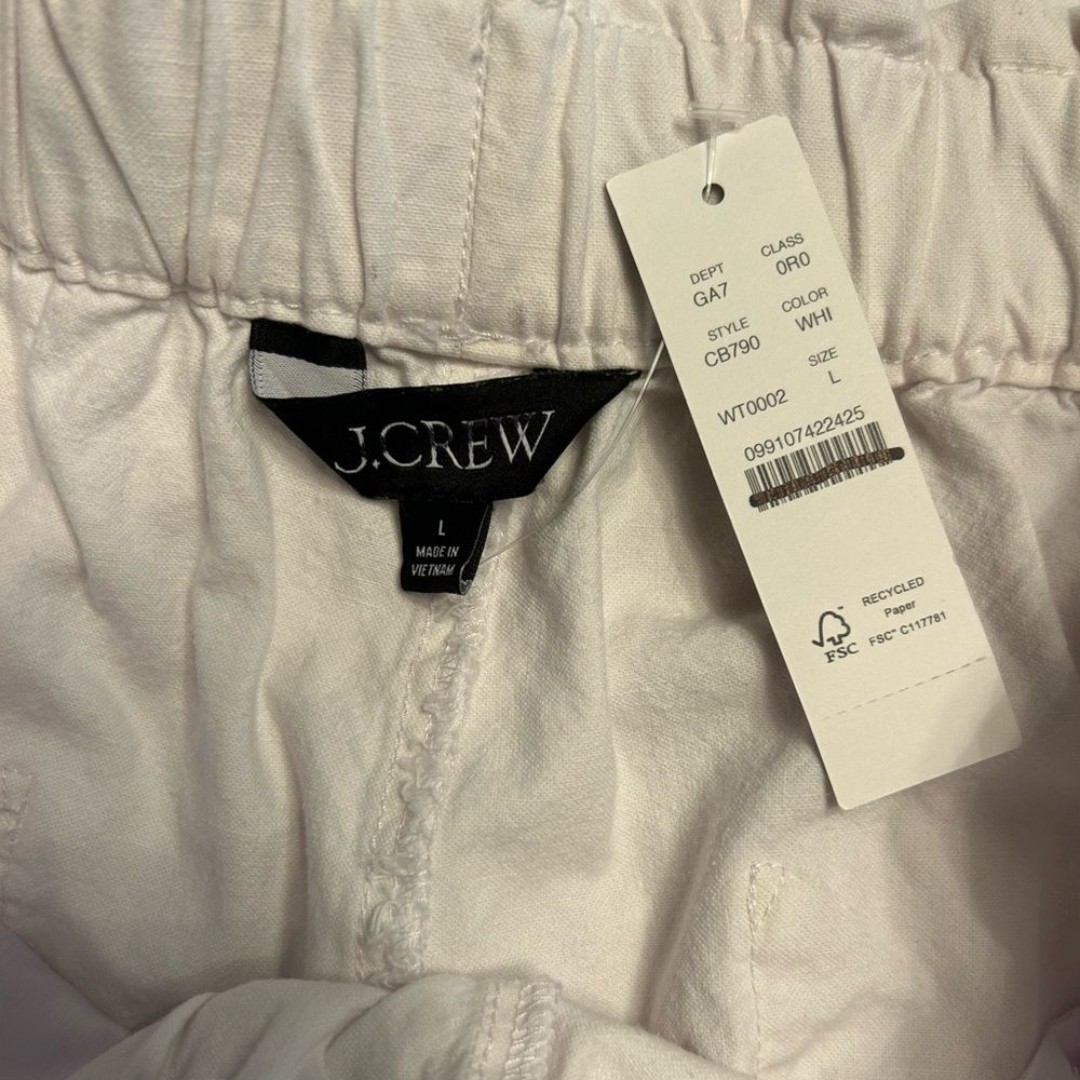 J.CREW
L
MADE IN
VIETNAM
DEPT
GA7
CLASS
0R0
STYLE
CB790
COLOR
WHI
SIZE
L
WT0002
099107422425
FSC
RECYCLED
Paper
FSC® C117781